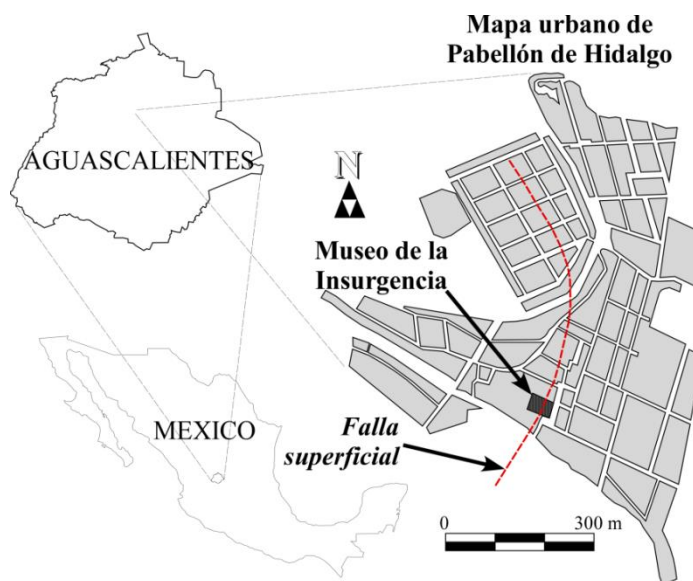 Mapa urbano de
Pabellón de Hidalgo
AGUASCALIENTES
N
Museo de la
Insurgencia
MEXICO
Falla
superficial
0 300 m